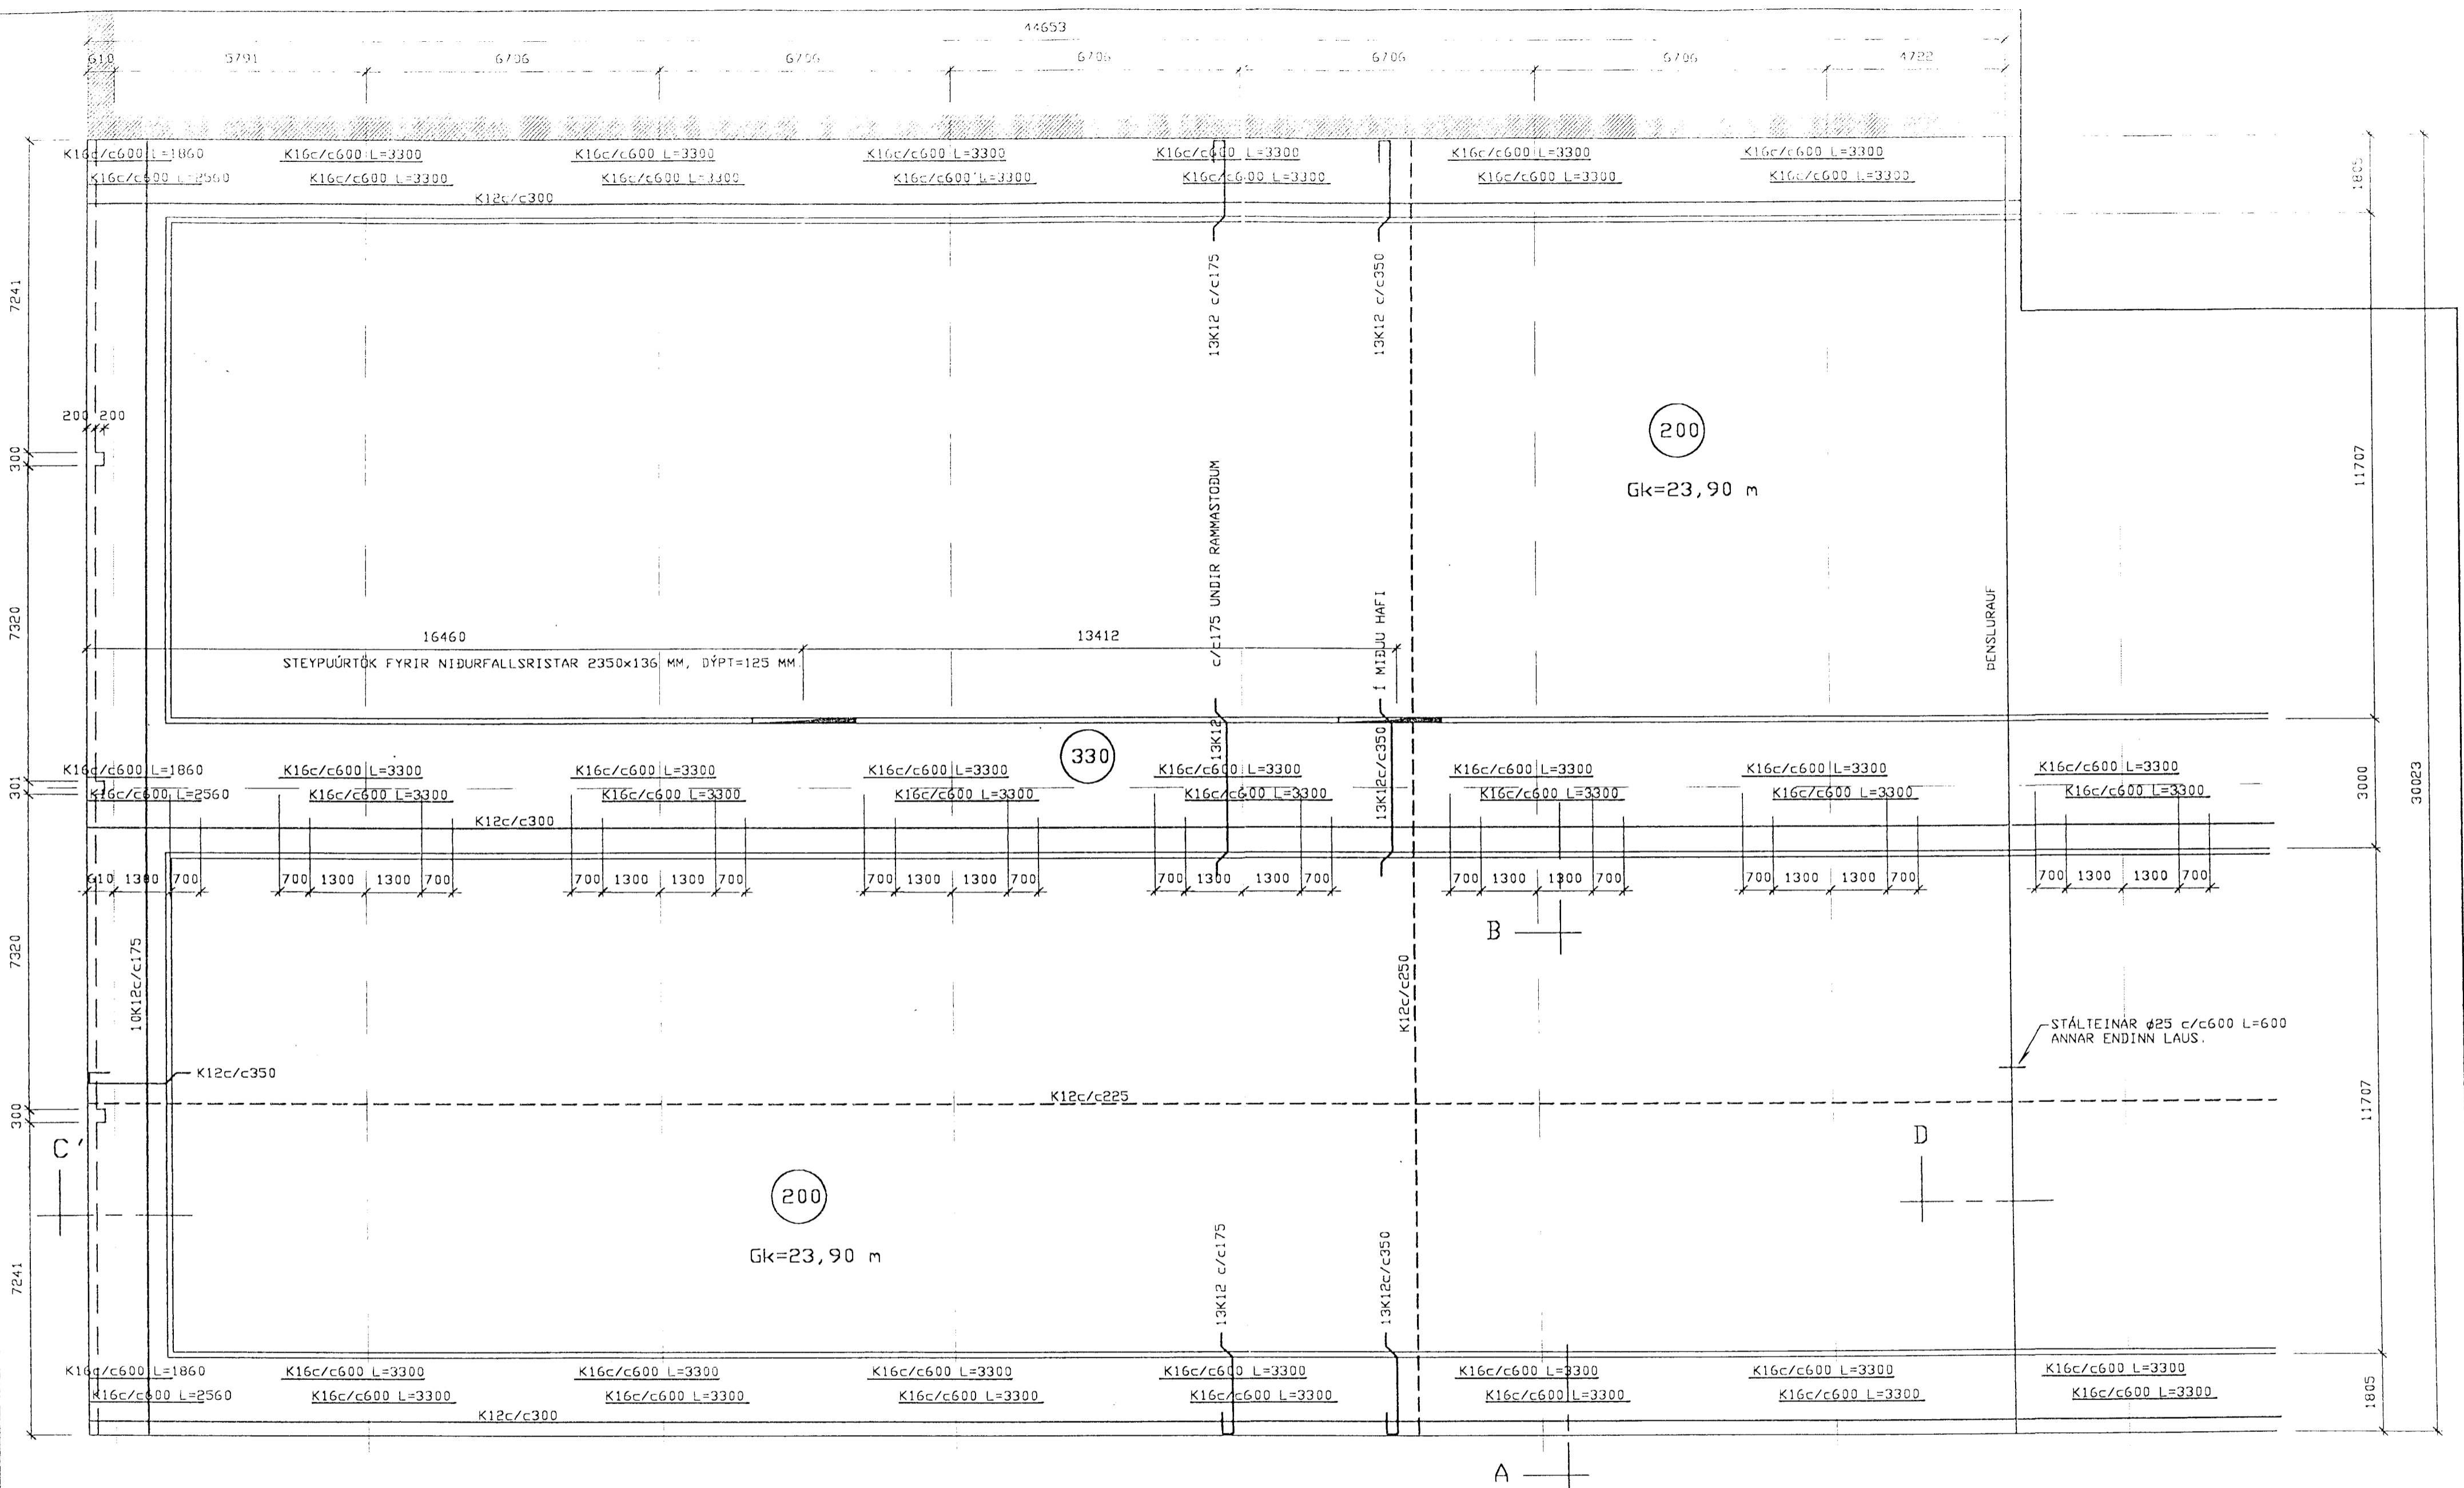 44653
610 5791 6706 6706 6706 6706 6706 4722
K16c/c600 L=1860 K16c/c600 L=3300 K16c/c600 L=3300 K16c/c600 L=3300 K16c/c600 L=3300 K16c/c600 L=3300 K16c/c600 L=3300
K16c/c600 L=2560 K16c/c600 L=3300 K16c/c600 L=3300 K16c/c600 L=3300 K16c/c600 L=3300 K16c/c600 L=3300 K16c/c600 L=3300
K12c/c300
1805
7241
13K12 c/c175
13K12 c/c350
200 200
300
200
Gk=23,90 m
11707
c/c175 UNDIR RAMMASTOÐUM
Í MIÐJU HAFI
ÞENSLURAUF
7320
16460 13412
STEYPUÚRTÖK FYRIR NIÐURFALLSRISTAR 2350x136 MM, DÝPT=125 MM.
13K12
13K12c/c350
330
K16c/c600 L=1860 K16c/c600 L=3300 K16c/c600 L=3300 K16c/c600 L=3300 K16c/c600 L=3300 K16c/c600 L=3300 K16c/c600 L=3300 K16c/c600 L=3300
K16c/c600 L=2560 K16c/c600 L=3300 K16c/c600 L=3300 K16c/c600 L=3300 K16c/c600 L=3300 K16c/c600 L=3300 K16c/c600 L=3300 K16c/c600 L=3300
301
K12c/c300
3000
30023
610 1300 700 700 1300 1300 700 700 1300 1300 700 700 1300 1300 700 700 1300 1300 700 700 1300 1300 700 700 1300 1300 700 700 1300 1300 700
B
7320
10K12c/c175
K12c/c250
STÁLTEINAR ø25 c/c600 L=600
ANNAR ENDINN LAUS.
K12c/c350
K12c/c225
300
11707
C'
D
200
Gk=23,90 m
7241
13K12 c/c175
13K12c/c350
K16c/c600 L=1860 K16c/c600 L=3300 K16c/c600 L=3300 K16c/c600 L=3300 K16c/c600 L=3300 K16c/c600 L=3300 K16c/c600 L=3300 K16c/c600 L=3300
K16c/c600 L=2560 K16c/c600 L=3300 K16c/c600 L=3300 K16c/c600 L=3300 K16c/c600 L=3300 K16c/c600 L=3300 K16c/c600 L=3300 K16c/c600 L=3300
K12c/c300
1805
A